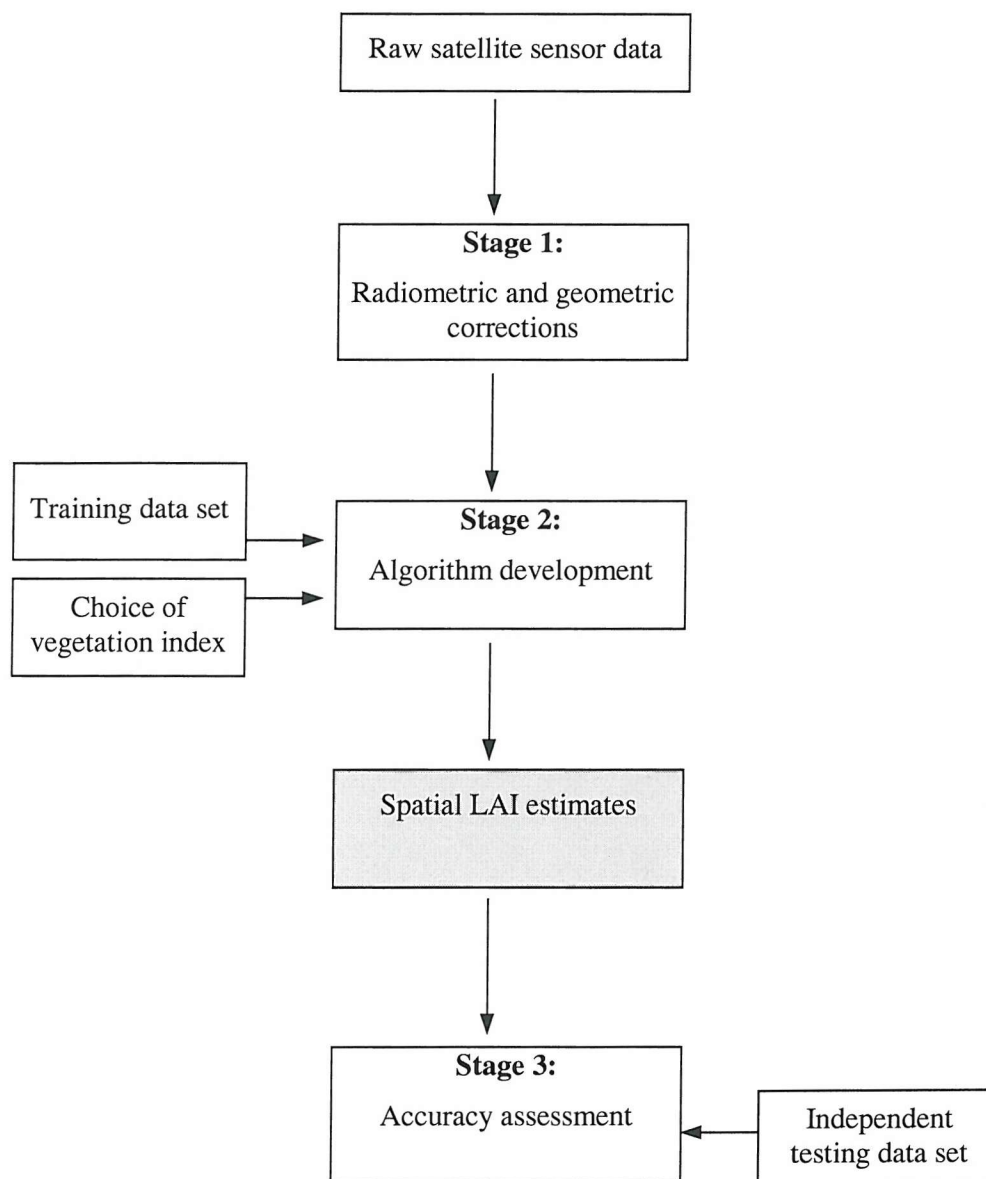 Raw satellite sensor data
Stage 1:
Radiometric and geometric
corrections
Training data set
Stage 2:
Algorithm development
Choice of
vegetation index
Spatial LAI estimates
Stage 3:
Accuracy assessment
Independent
testing data set